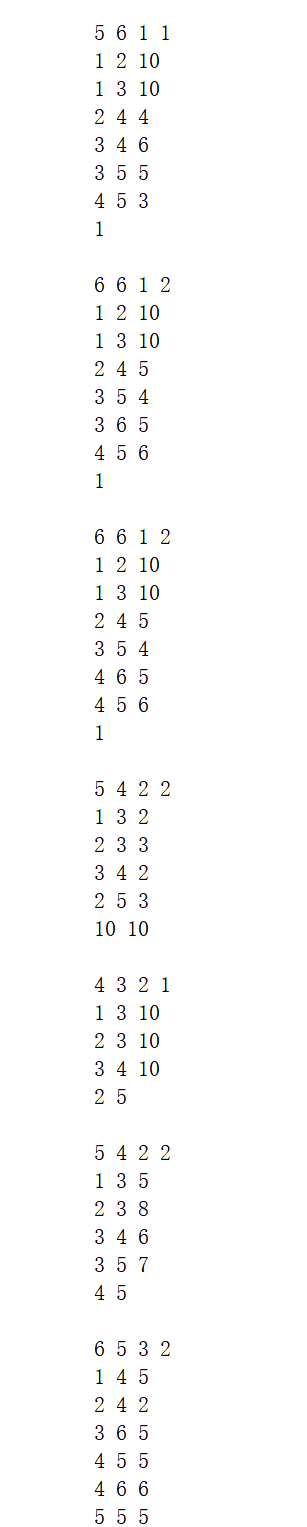 5 6 1 1
1 2 10
1 3 10
2 4 4
3 4 6
3 5 5
4 5 3
1

6 6 1 2
1 2 10
1 3 10
2 4 5
3 5 4
3 6 5
4 5 6
1

6 6 1 2
1 2 10
1 3 10
2 4 5
3 5 4
4 6 5
4 5 6
1

5 4 2 2
1 3 2
2 3 3
3 4 2
2 5 3
10 10

4 3 2 1
1 3 10
2 3 10
3 4 10
2 5

5 4 2 2
1 3 5
2 3 8
3 4 6
3 5 7
4 5

6 5 3 2
1 4 5
2 4 2
3 6 5
4 5 5
4 6 6
5 5 5